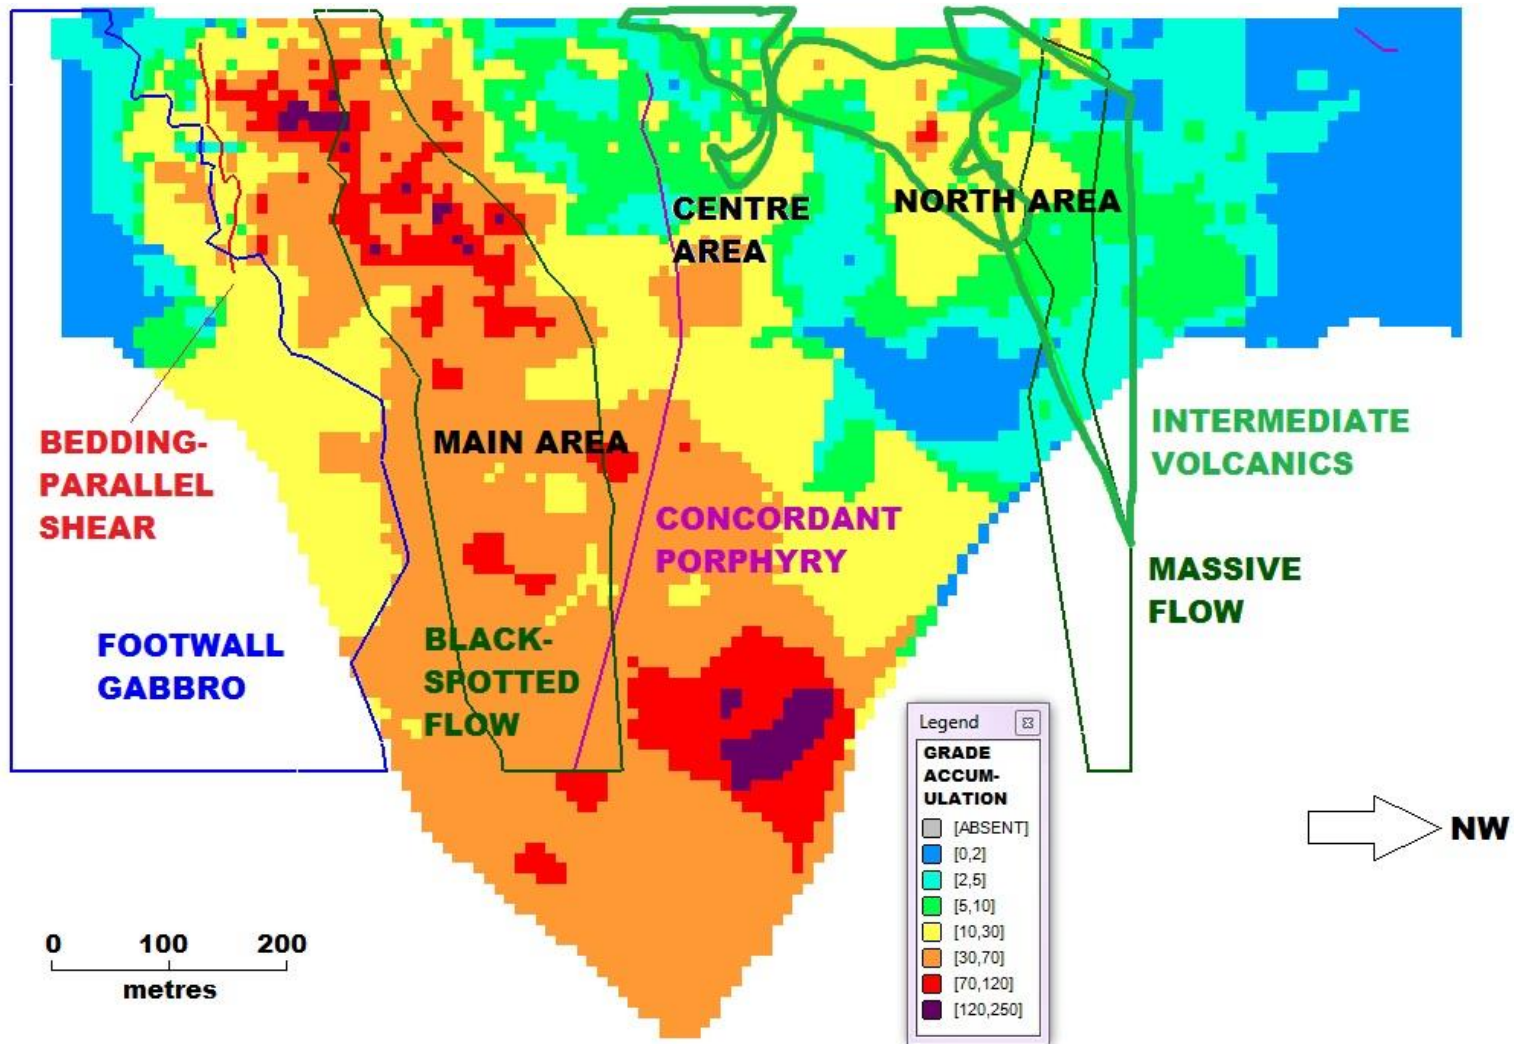 CENTRE
AREA
NORTH AREA
BEDDING-
PARALLEL
SHEAR
MAIN AREA
INTERMEDIATE
VOLCANICS
CONCORDANT
PORPHYRY
MASSIVE
FLOW
FOOTWALL
GABBRO
BLACK-
SPOTTED
FLOW
Legend
GRADE
ACCUM-
ULATION
[ABSENT]
[0,2]
[2,5]
[5,10]
[10,30]
[30,70]
[70,120]
[120,250]
NW
0 100 200
metres